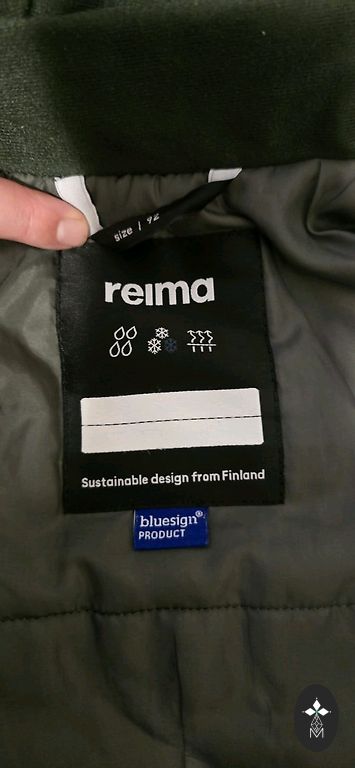 size / 92
reima
Sustainable design from Finland
bluesign®
PRODUCT
M